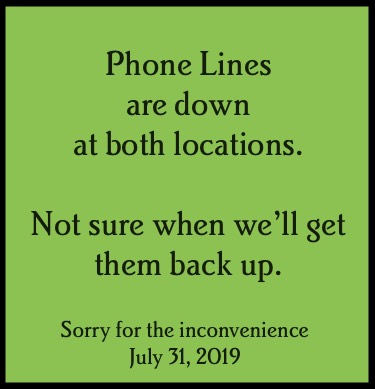 Phone Lines
are down
at both locations.
Not sure when we'll get
them back up.
Sorry for the inconvenience
July 31, 2019